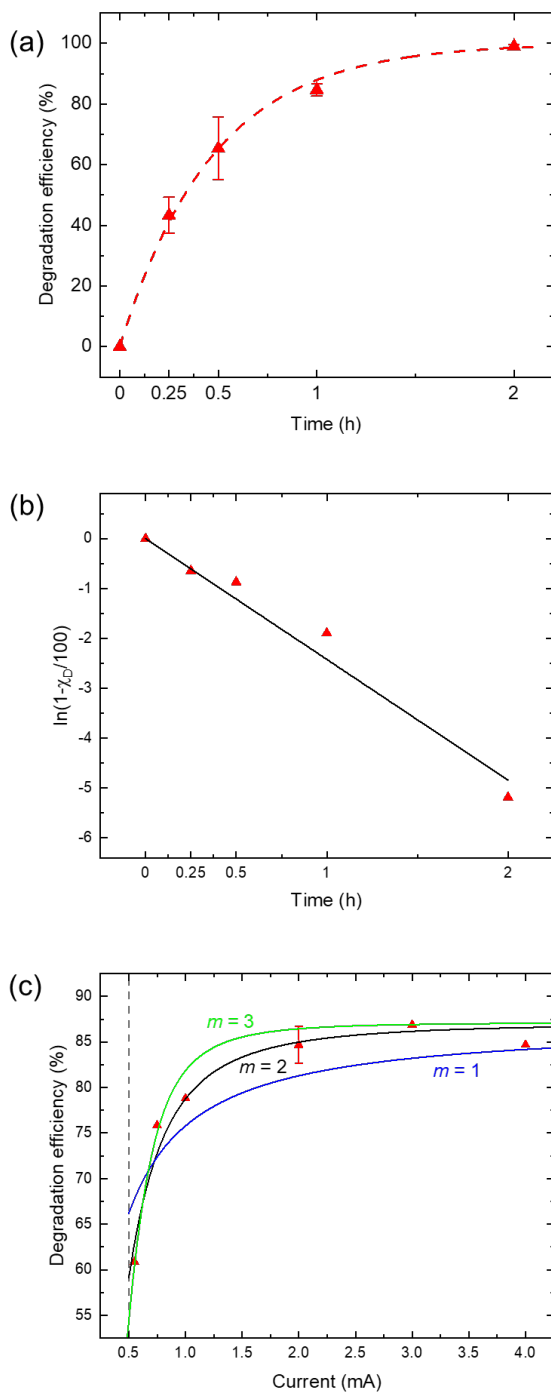 (a)
Degradation efficiency (%)
100
80
60
40
20
0
0 0.25 0.5 1 2
Time (h)
(b)
ln(1-χD/100)
0
-1
-2
-3
-4
-5
-6
0 0.25 0.5 1 2
Time (h)
(c)
Degradation efficiency (%)
90
85
80
75
70
65
60
55
m = 3
m = 2
m = 1
0.5 1.0 1.5 2.0 2.5 3.0 3.5 4.0
Current (mA)